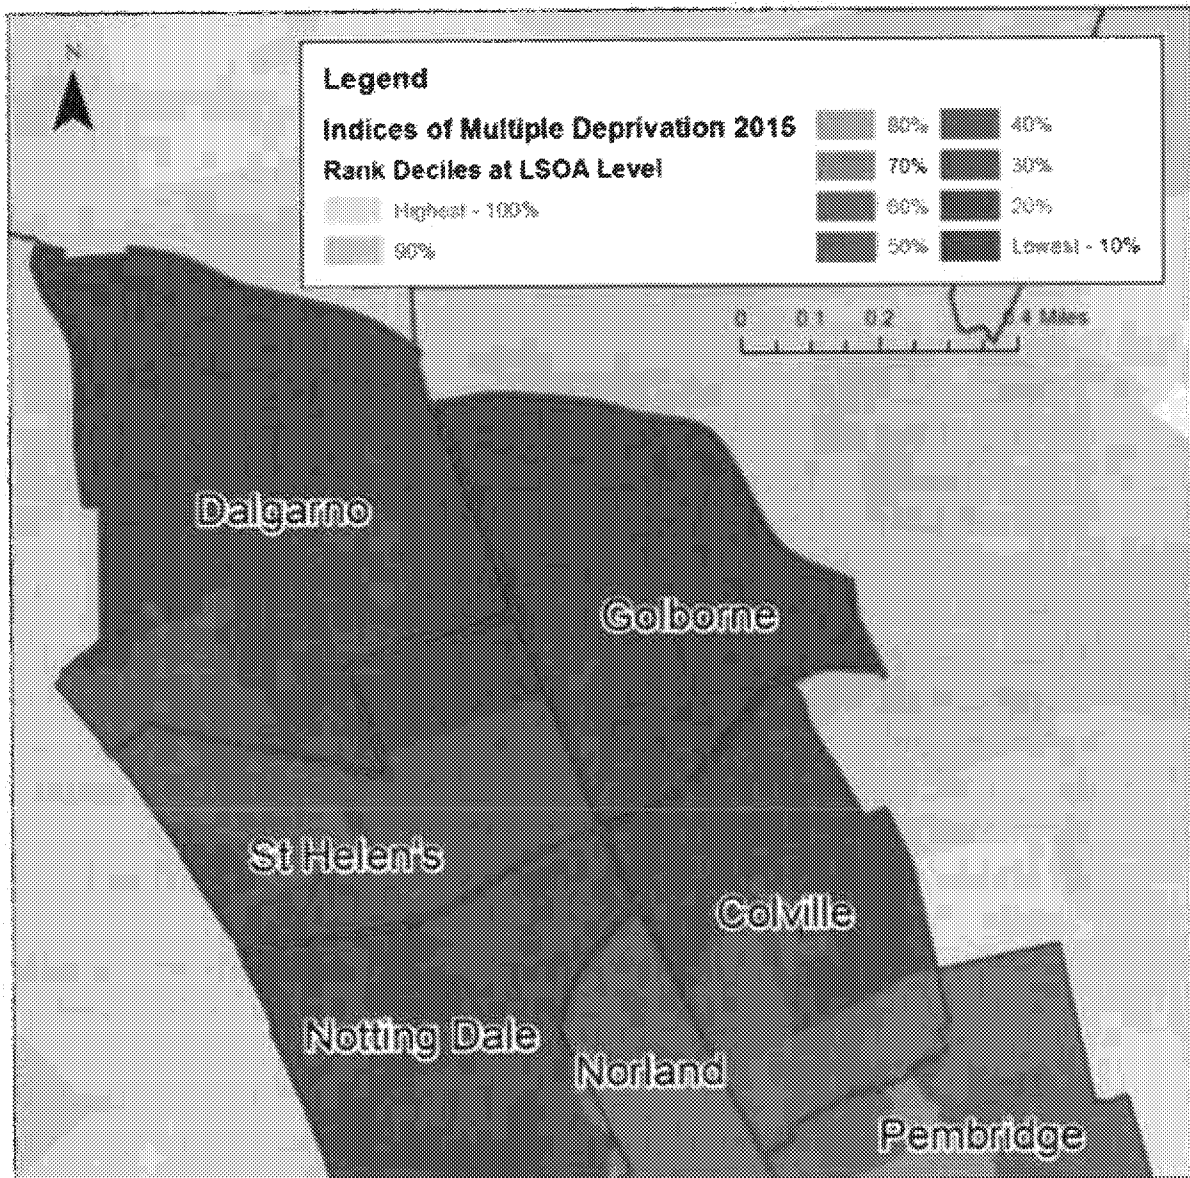 N
Legend
Indices of Multiple Deprivation 2015
Rank Deciles at LSOA Level
Highest - 100%
90%
80%
70%
60%
50%
40%
30%
20%
Lowest - 10%
0 0.1 0.2 0.4 Miles
Dalgarno
Golborne
St Helen's
Colville
Notting Dale
Norland
Pembridge